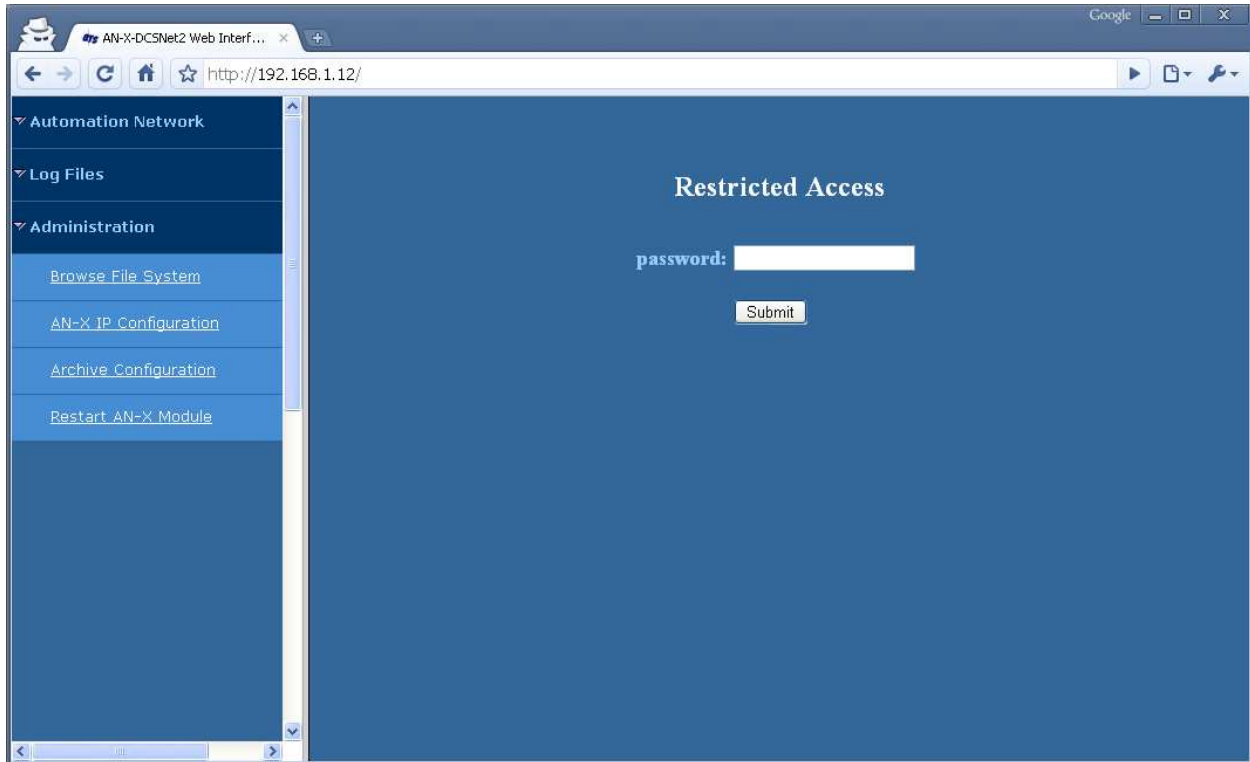 Google
AN-X-DCSNet2 Web Interf...
http://192.168.1.12/
Automation Network
Log Files
Administration
Browse File System
AN-X IP Configuration
Archive Configuration
Restart AN-X Module
Restricted Access
password:
Submit